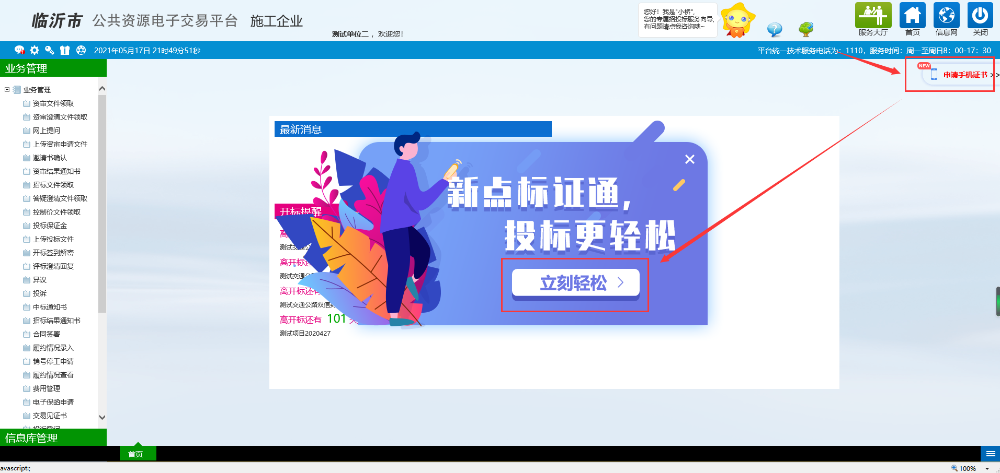 临沂市 公共资源电子交易平台 施工企业
测试单位二 ，欢迎您！
您好！我是"小桥",
您的专属招投标服务向导,
有问题请点我咨询哦~
服务大厅
首页
信息网
关闭
2021年05月17日 21时49分51秒
平台统一技术服务电话为：1110，服务时间：周一至周日8：00-17：30
业务管理
业务管理
资审文件领取
资审澄清文件领取
网上提问
上传资审申请文件
邀请书确认
资审结果通知书
招标文件领取
答疑澄清文件领取
控制价文件领取
投标保证金
上传投标文件
开标签到解密
评标澄清回复
异议
投诉
中标通知书
招标结果通知书
合同签署
履约情况录入
销号停工申请
履约情况查看
费用管理
电子保函申请
交易见证书
投诉登记
信息库管理
NEW
申请手机证书 >>
最新消息
新点标证通，
投标更轻松
立刻轻松
开标提醒
离
测试交通公
离开标还
测试交通公
离开标还有
测试交通公路双信封
离开标还有 101 天
测试项目2020427
首页
avascript:;
100%